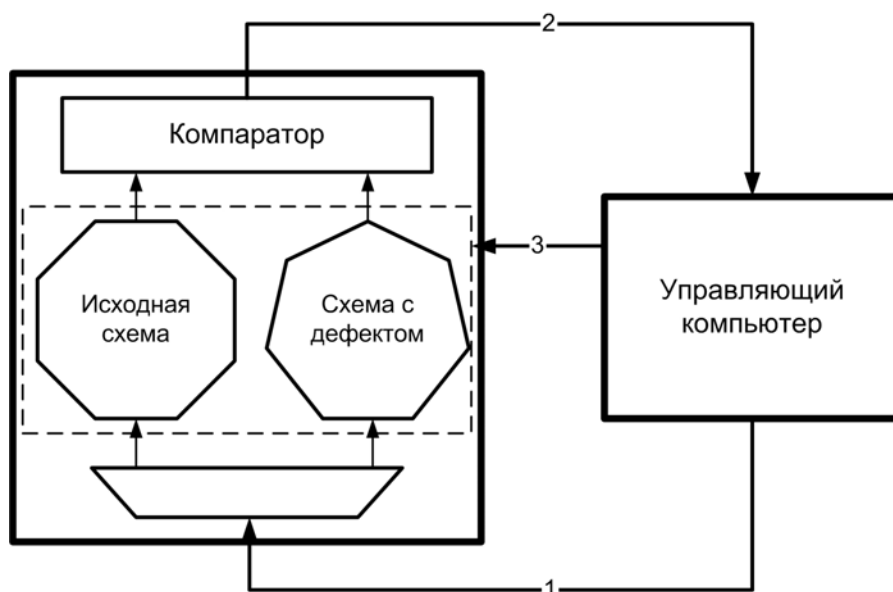 2
Компаратор
3
Исходная
схема
Схема с
дефектом
Управляющий
компьютер
1